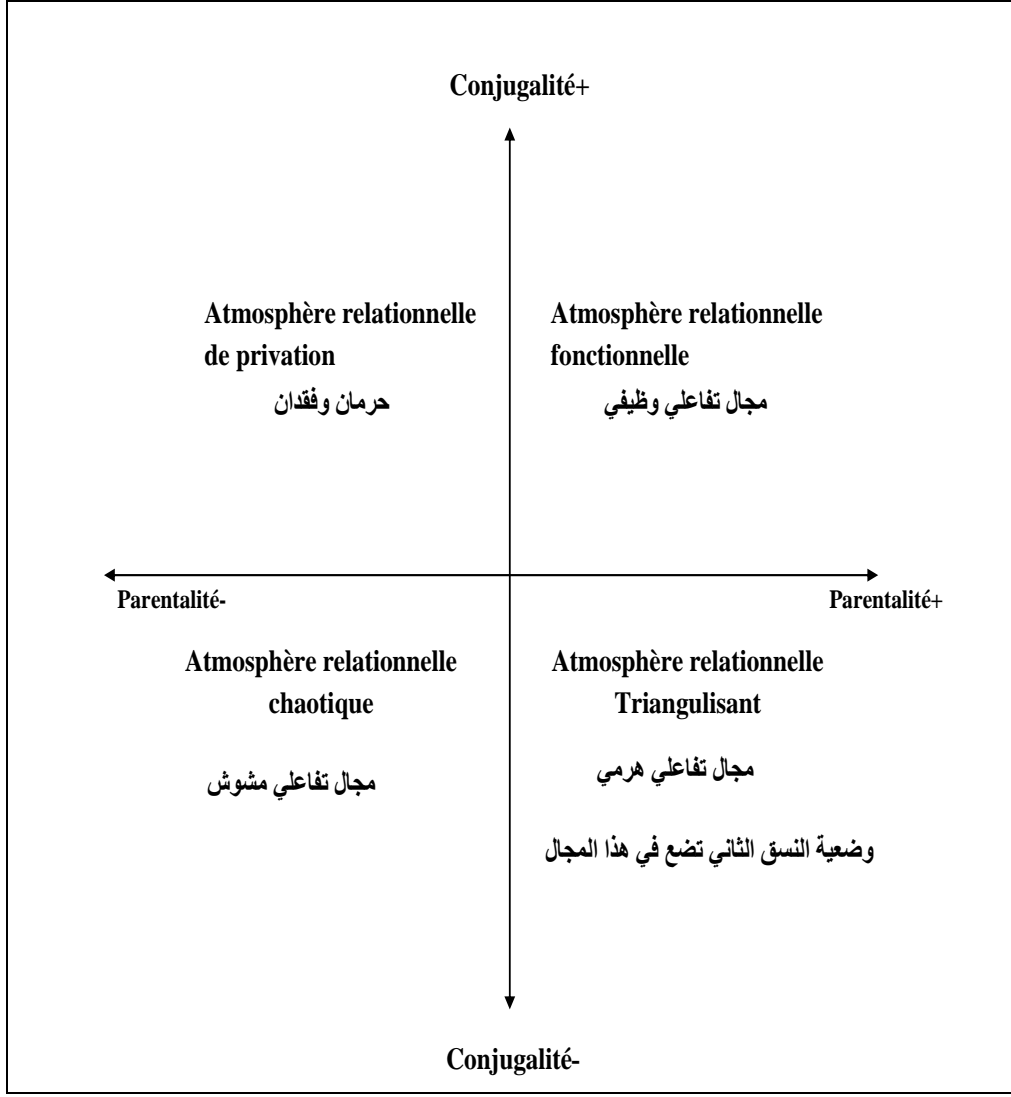 Conjugalité+
Atmosphère relationnelle
de privation
حرمان وفقدان
Atmosphère relationnelle
fonctionnelle
مجال تفاعلي وظيفي
Parentalité-
Parentalité+
Atmosphère relationnelle
chaotique
مجال تفاعلي مشوش
Atmosphère relationnelle
Triangulisant
مجال تفاعلي هرمي
وضعية النسق الثاني تضع في هذا المجال
Conjugalité-